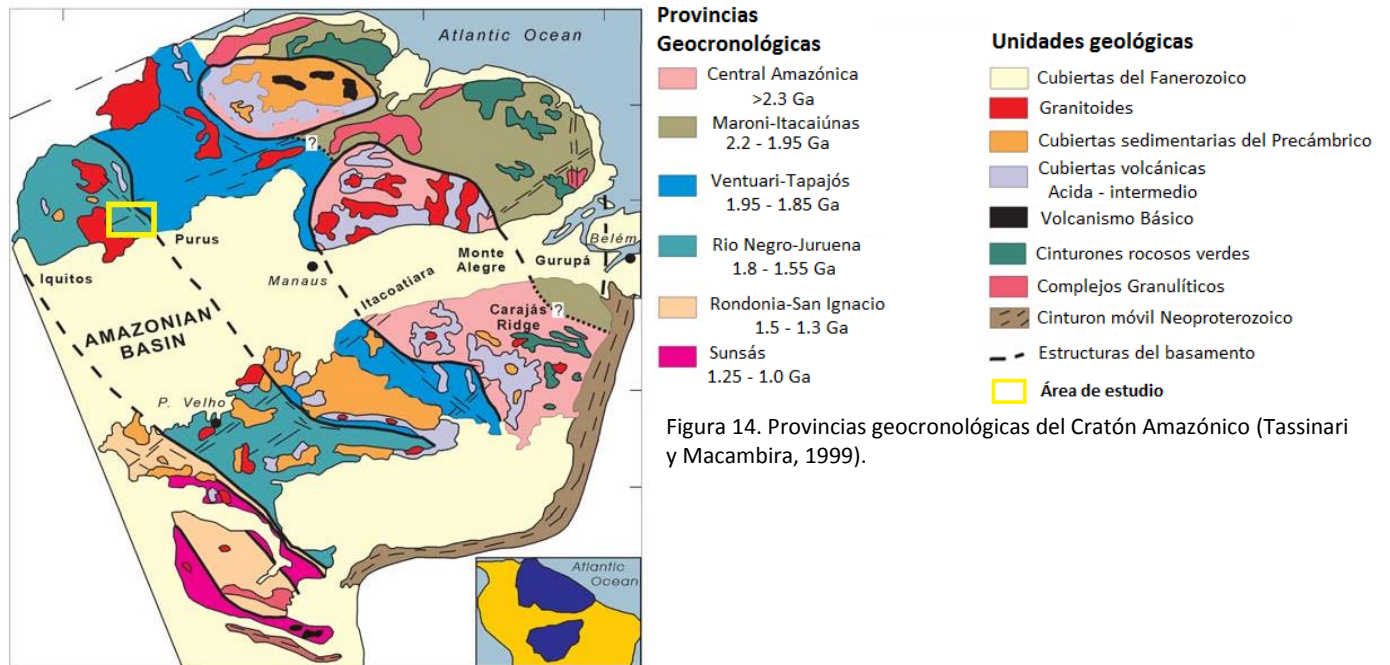 Atlantic Ocean
?
Purus
Iquitos
Manaus
Itacoatiara
Monte
Alegre
Gurupá
Belém
AMAZONIAN
BASIN
Carajás
Ridge
?
P. Velho
Atlantic
Ocean
Provincias
Geocronológicas
Central Amazónica
>2.3 Ga
Maroni-Itacaiúnas
2.2 - 1.95 Ga
Ventuari-Tapajós
1.95 - 1.85 Ga
Rio Negro-Juruena
1.8 - 1.55 Ga
Rondonia-San Ignacio
1.5 - 1.3 Ga
Sunsás
1.25 - 1.0 Ga
Unidades geológicas
Cubiertas del Fanerozoico
Granitoides
Cubiertas sedimentarias del Precámbrico
Cubiertas volcánicas
Acida - intermedio
Volcanismo Básico
Cinturones rocosos verdes
Complejos Granulíticos
Cinturon móvil Neoproterozoico
Estructuras del basamento
Área de estudio
Figura 14. Provincias geocronológicas del Cratón Amazónico (Tassinari
y Macambira, 1999).